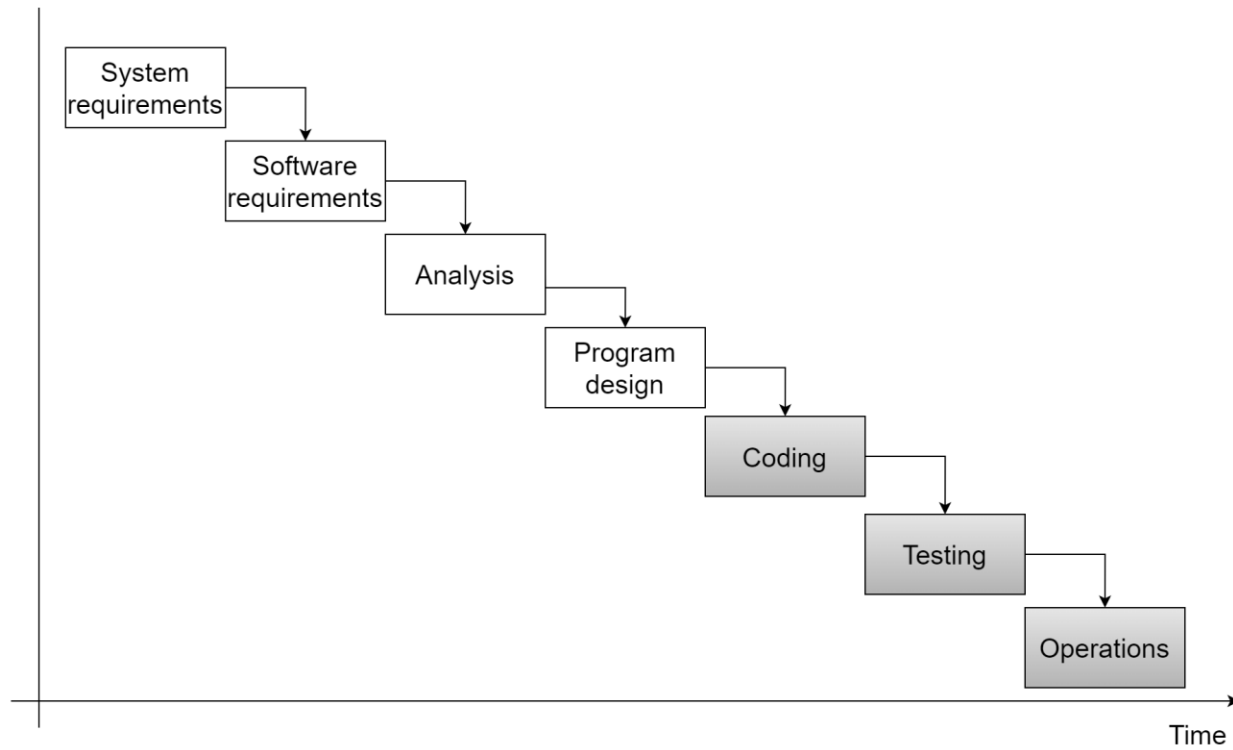 System
requirements
Software
requirements
Analysis
Program
design
Coding
Testing
Operations
Time